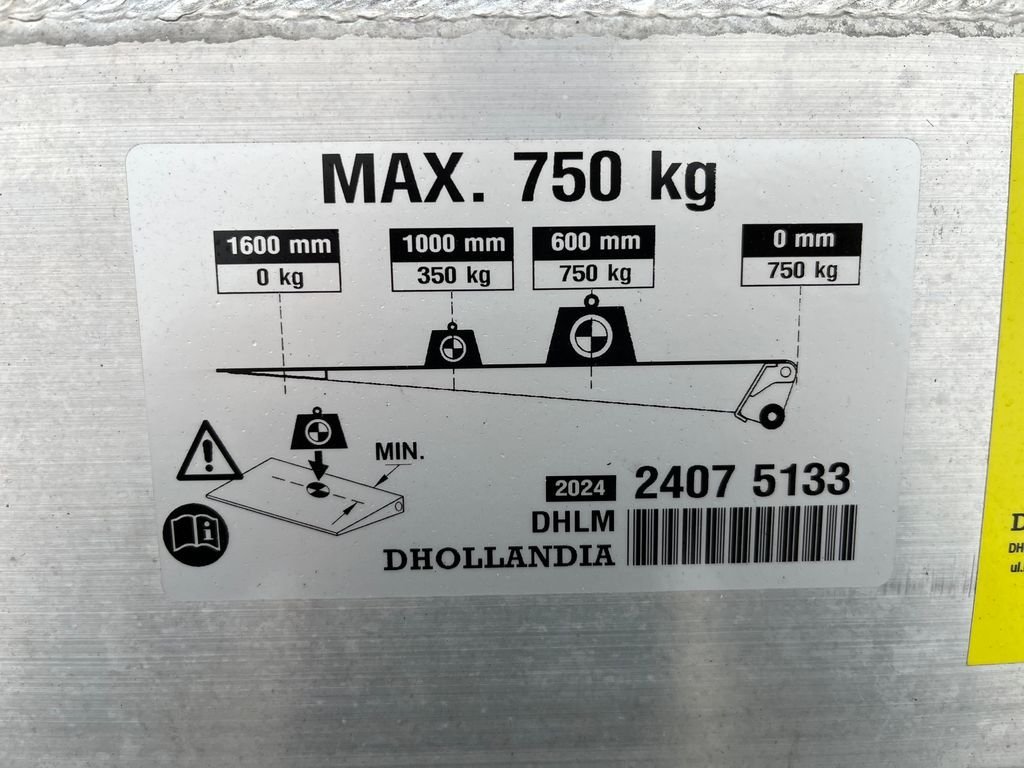 MAX. 750 kg
1600 mm 1000 mm 600 mm 0 mm
0 kg 350 kg 750 kg 750 kg
MIN.
2024 2407 5133
DHLM
DHOLLANDIA